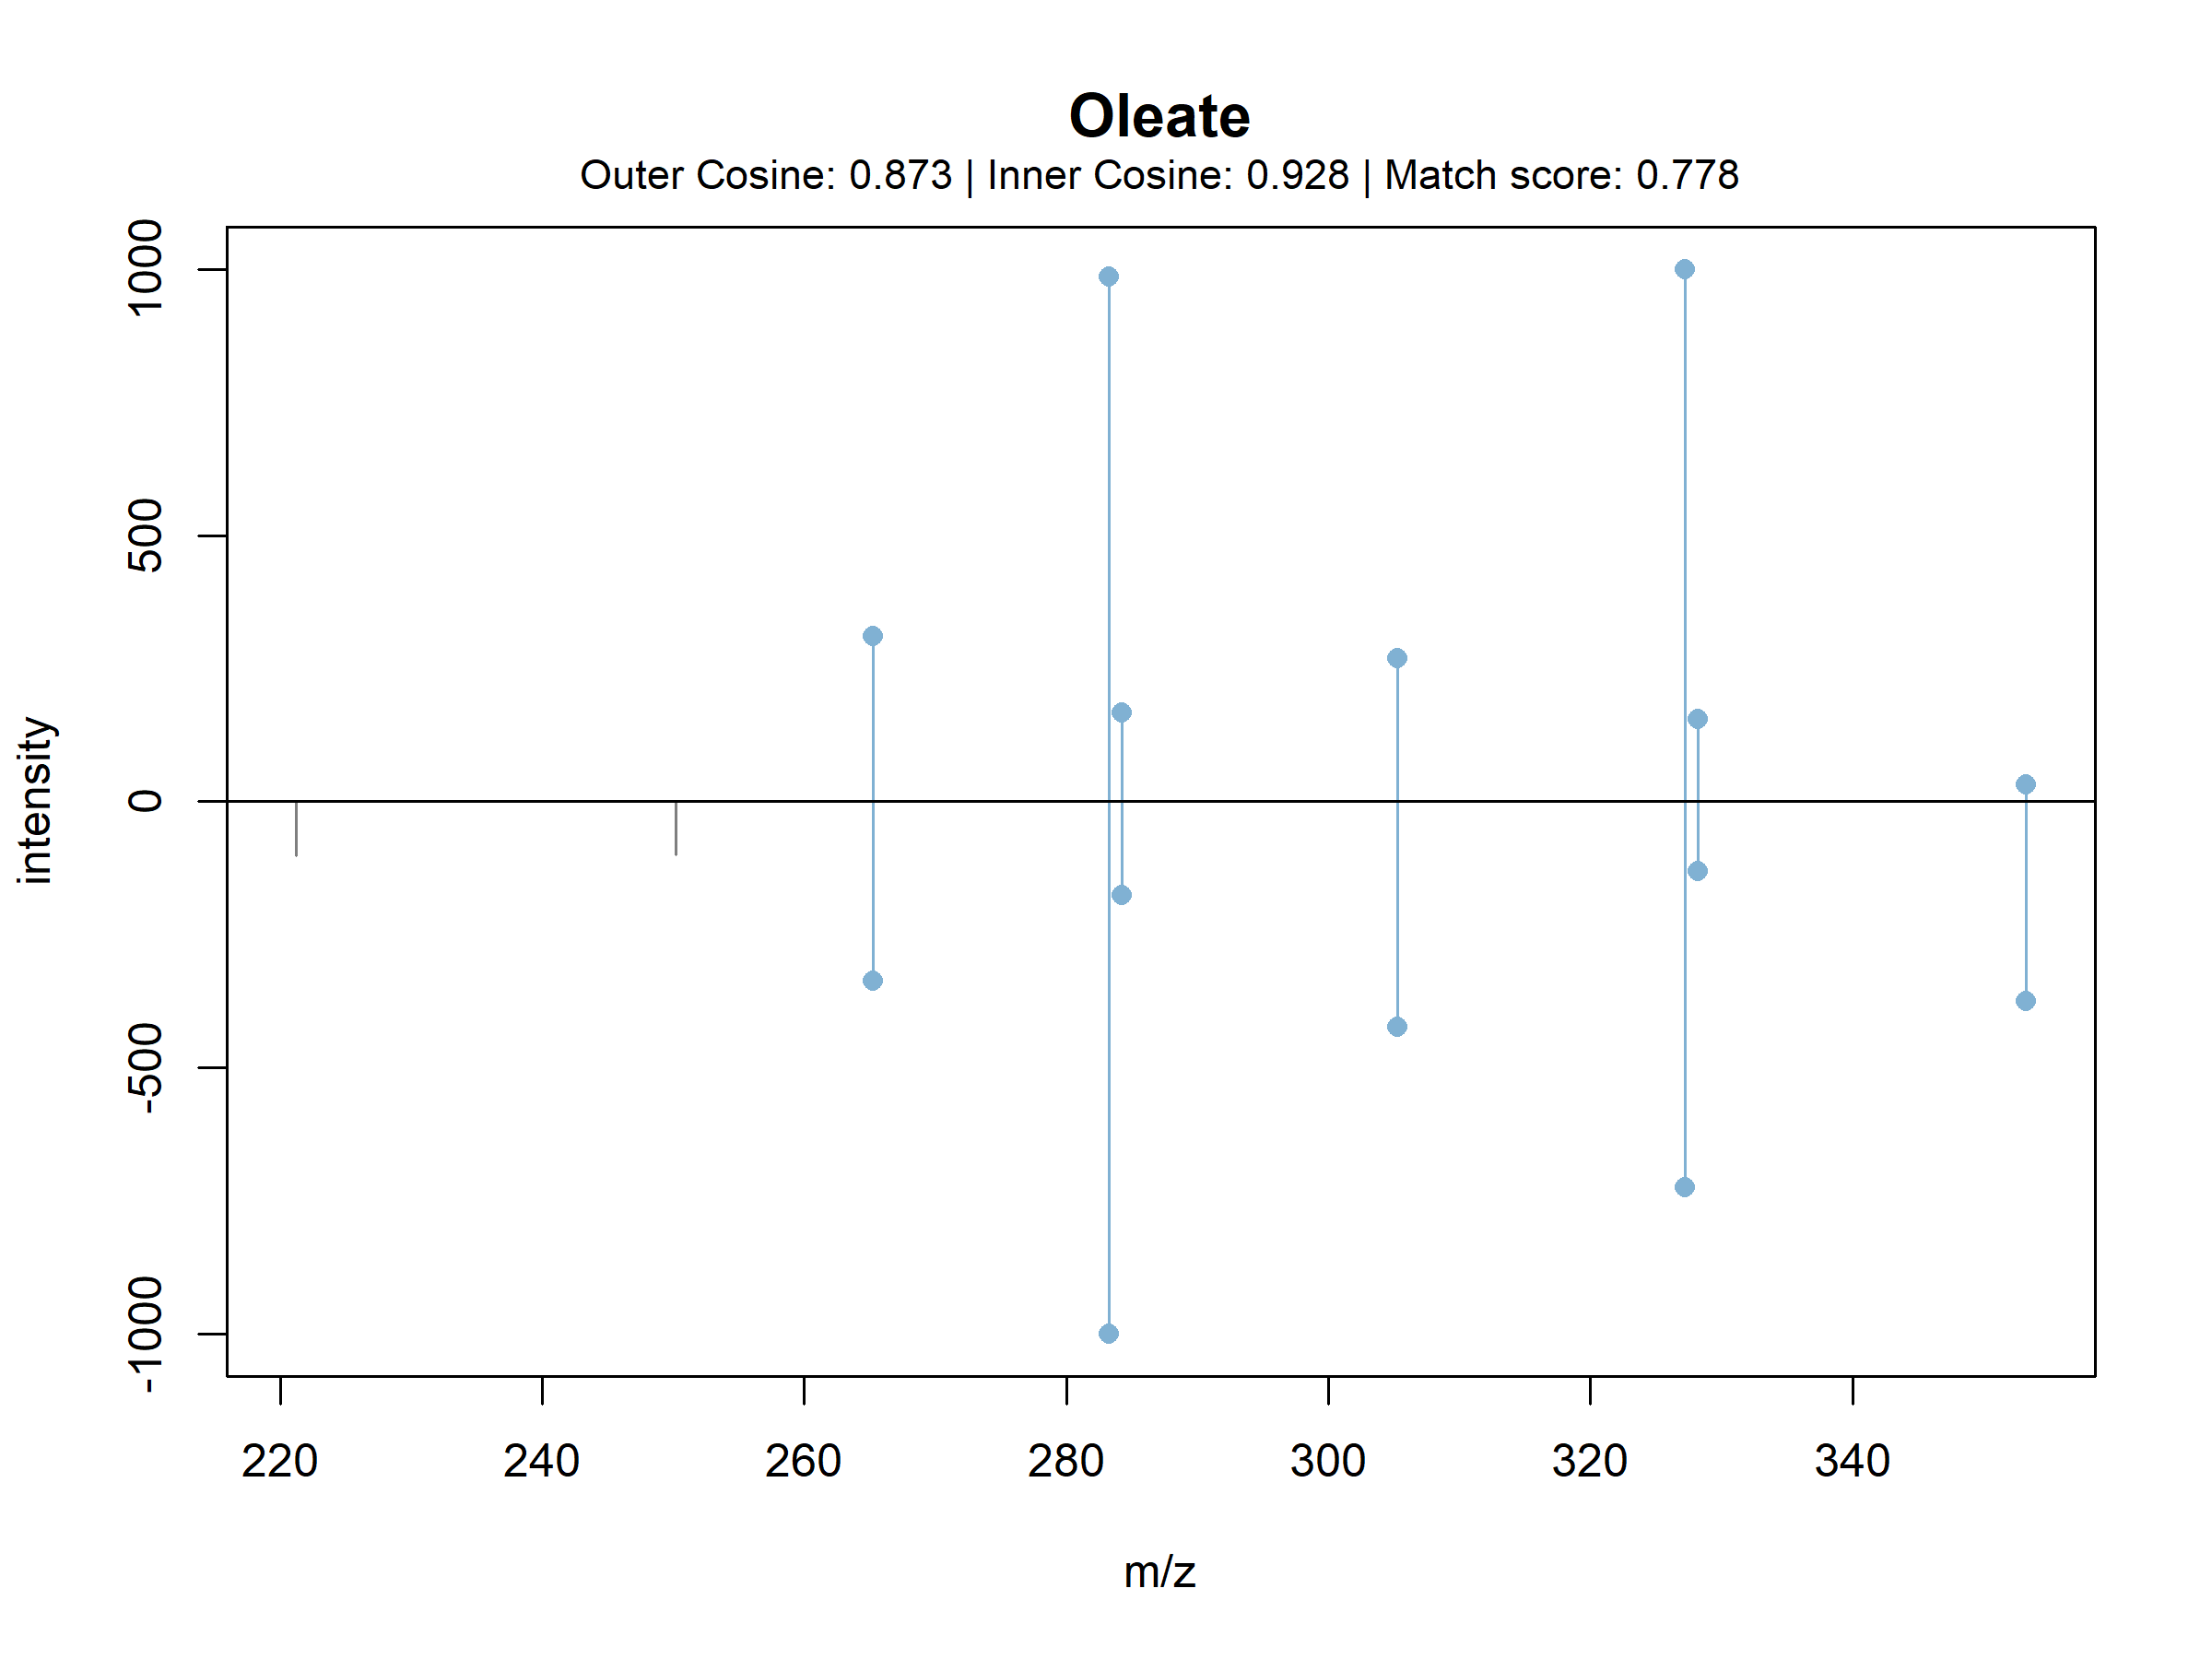 Oleate
Outer Cosine: 0.873 | Inner Cosine: 0.928 | Match score: 0.778
1000
500
0
-500
-1000
intensity
220 240 260 280 300 320 340
m/z